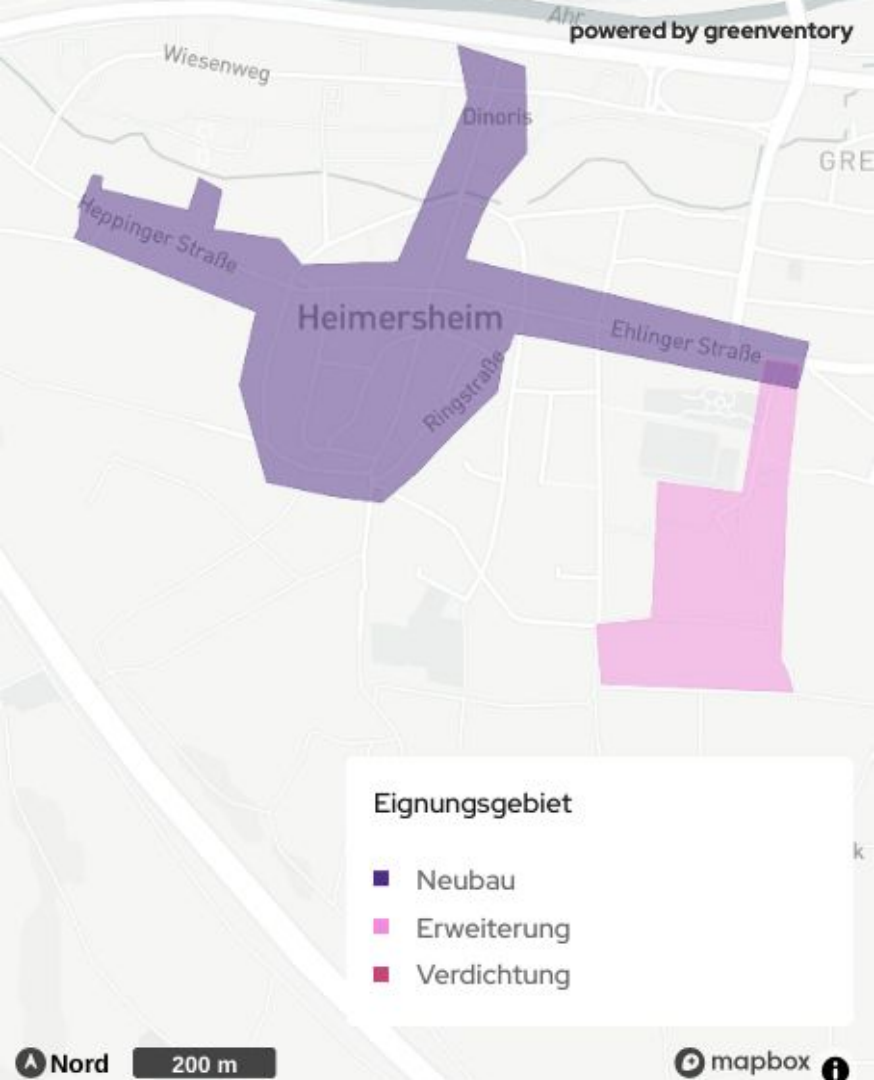 Ahr
powered by greenventory
Wiesenweg
Dinoris
GRE
Heppinger Straße
Heimersheim
Ehlinger Straße
Ringstraße
Eignungsgebiet
Neubau
k
Erweiterung
Verdichtung
Nord
200 m
mapbox